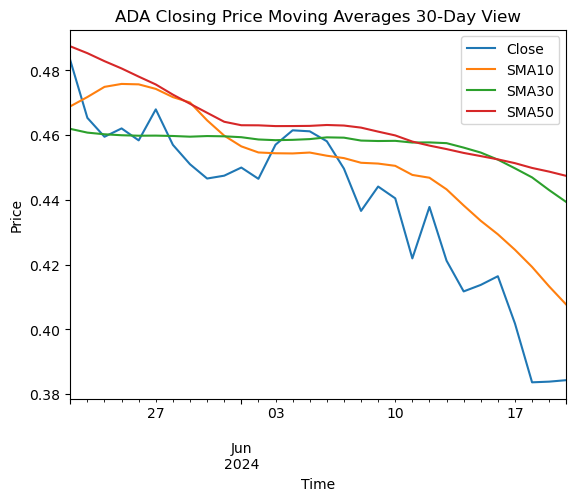 ADA Closing Price Moving Averages 30-Day View
Close
SMA10
SMA30
SMA50
Price
0.48
0.46
0.44
0.42
0.40
0.38
27
03
10
17
Jun
2024
Time